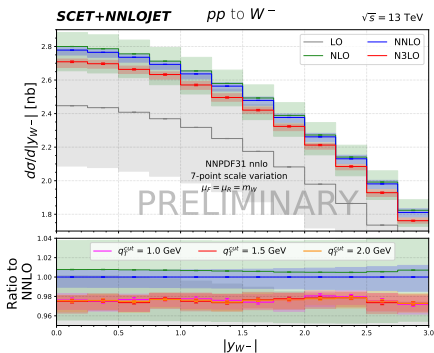 SCET+NNLOJET pp to W⁻ √s = 13 TeV
LO NNLO
NLO N3LO
dσ/d|y_{W⁻}| [nb]
2.8
2.6
2.4
2.2
2.0
1.8
NNPDF31 nnlo
7-point scale variation
μ_F = μ_R = m_W
PRELIMINARY
q_T^{cut} = 1.0 GeV q_T^{cut} = 1.5 GeV q_T^{cut} = 2.0 GeV
Ratio to
NNLO
1.04
1.02
1.00
0.98
0.96
0.0 0.5 1.0 1.5 2.0 2.5 3.0
|y_{W⁻}|